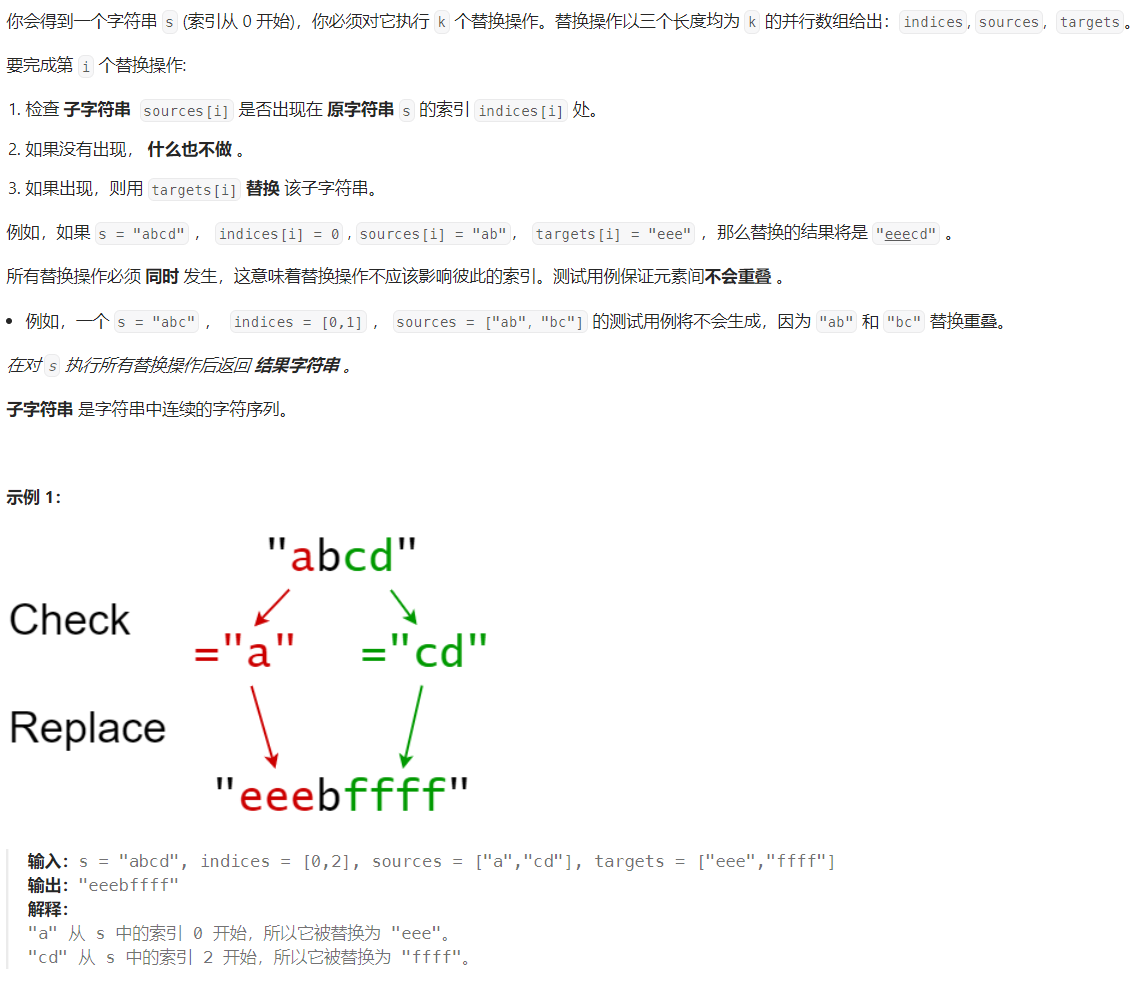 你会得到一个字符串 s (索引从 0 开始)，你必须对它执行 k 个替换操作。替换操作以三个长度均为 k 的并行数组给出：indices, sources, targets。
要完成第 i 个替换操作:
1. 检查 子字符串 sources[i] 是否出现在 原字符串 s 的索引 indices[i] 处。
2. 如果没有出现， 什么也不做 。
3. 如果出现，则用 targets[i] 替换 该子字符串。
例如，如果 s = "abcd" ， indices[i] = 0 , sources[i] = "ab"， targets[i] = "eee" ，那么替换的结果将是 "eeecd" 。
所有替换操作必须 同时 发生，这意味着替换操作不应该影响彼此的索引。测试用例保证元素间不会重叠 。
• 例如，一个 s = "abc" ， indices = [0,1] ， sources = ["ab", "bc"] 的测试用例将不会生成，因为 "ab" 和 "bc" 替换重叠。
在对 s 执行所有替换操作后返回 结果字符串 。
子字符串 是字符串中连续的字符序列。
示例 1：
"abcd"
Check
="a" ="cd"
Replace
"eeebffff"
输入：s = "abcd", indices = [0,2], sources = ["a","cd"], targets = ["eee","ffff"]
输出："eeebffff"
解释：
"a" 从 s 中的索引 0 开始，所以它被替换为 "eee"。
"cd" 从 s 中的索引 2 开始，所以它被替换为 "ffff"。